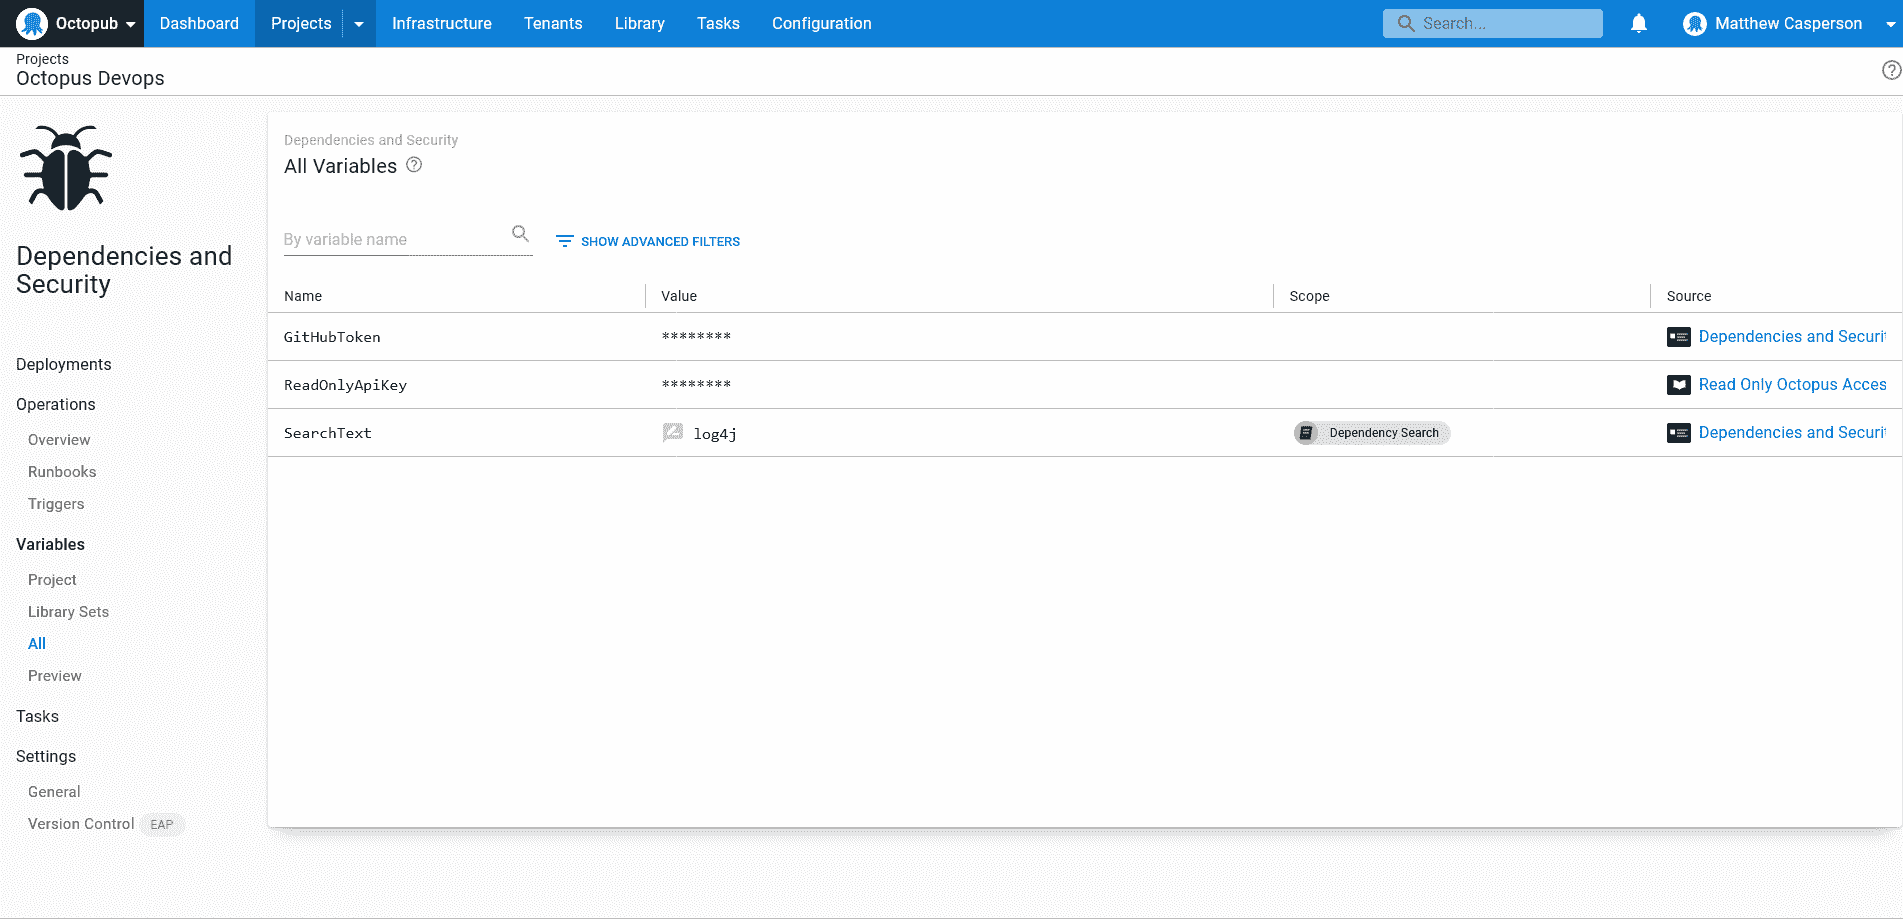 Octopub Dashboard Projects Infrastructure Tenants Library Tasks Configuration Search... Matthew Casperson
Projects
Octopus Devops
Dependencies and
Security
Deployments
Operations
Overview
Runbooks
Triggers
Variables
Project
Library Sets
All
Preview
Tasks
Settings
General
Version Control EAP
Dependencies and Security
All Variables
By variable name SHOW ADVANCED FILTERS
Name Value Scope Source
GitHubToken ******** Dependencies and Securit
ReadOnlyApiKey ******** Read Only Octopus Acces
SearchText log4j Dependency Search Dependencies and Securit